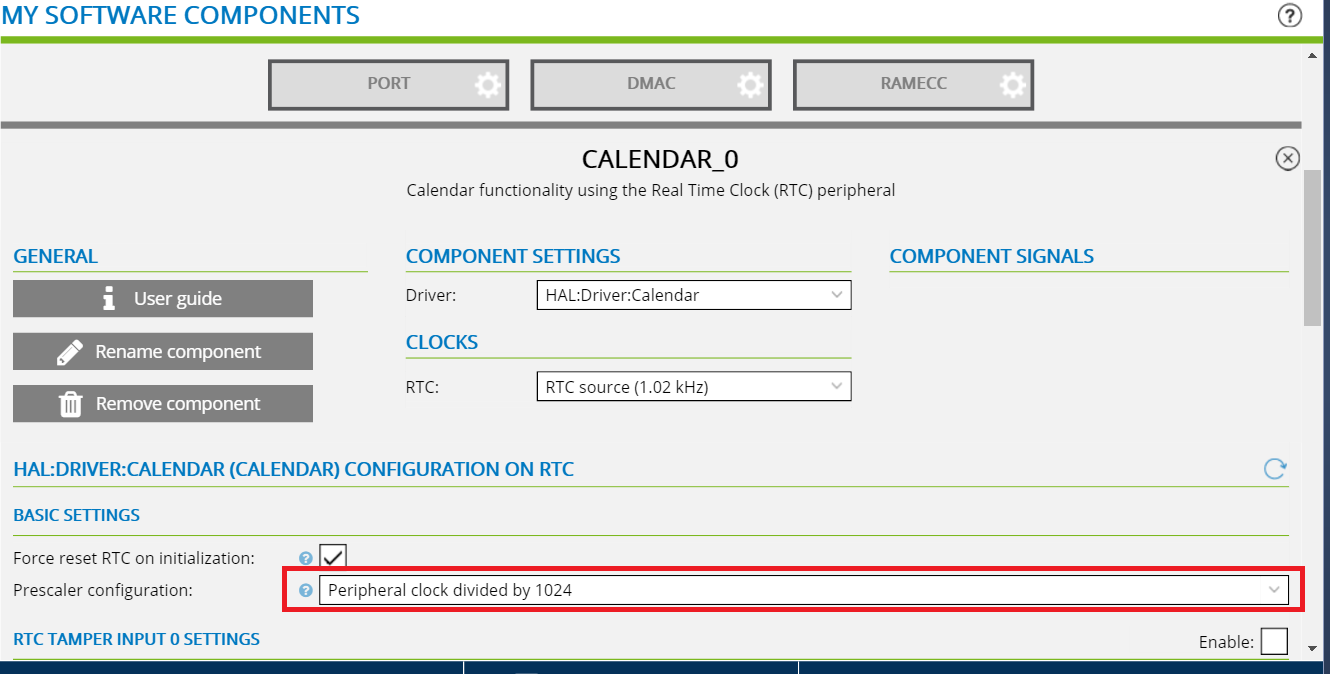 MY SOFTWARE COMPONENTS
?
PORT DMAC RAMECC
CALENDAR_0
Calendar functionality using the Real Time Clock (RTC) peripheral
GENERAL COMPONENT SETTINGS COMPONENT SIGNALS
User guide Driver: HAL:Driver:Calendar
Rename component CLOCKS
RTC: RTC source (1.02 kHz)
Remove component
HAL:DRIVER:CALENDAR (CALENDAR) CONFIGURATION ON RTC
BASIC SETTINGS
Force reset RTC on initialization: ?
Prescaler configuration: ? Peripheral clock divided by 1024
RTC TAMPER INPUT 0 SETTINGS Enable: